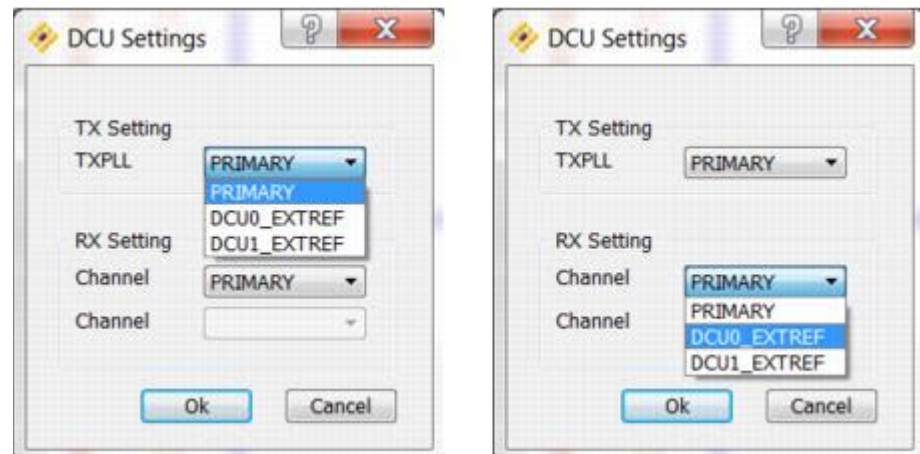 DCU Settings
TX Setting
TXPLL PRIMARY
PRIMARY
DCU0_EXTREF
DCU1_EXTREF
RX Setting
Channel PRIMARY
Channel
Ok Cancel
DCU Settings
TX Setting
TXPLL PRIMARY
RX Setting
Channel PRIMARY
PRIMARY
Channel
DCU0_EXTREF
DCU1_EXTREF
Ok Cancel